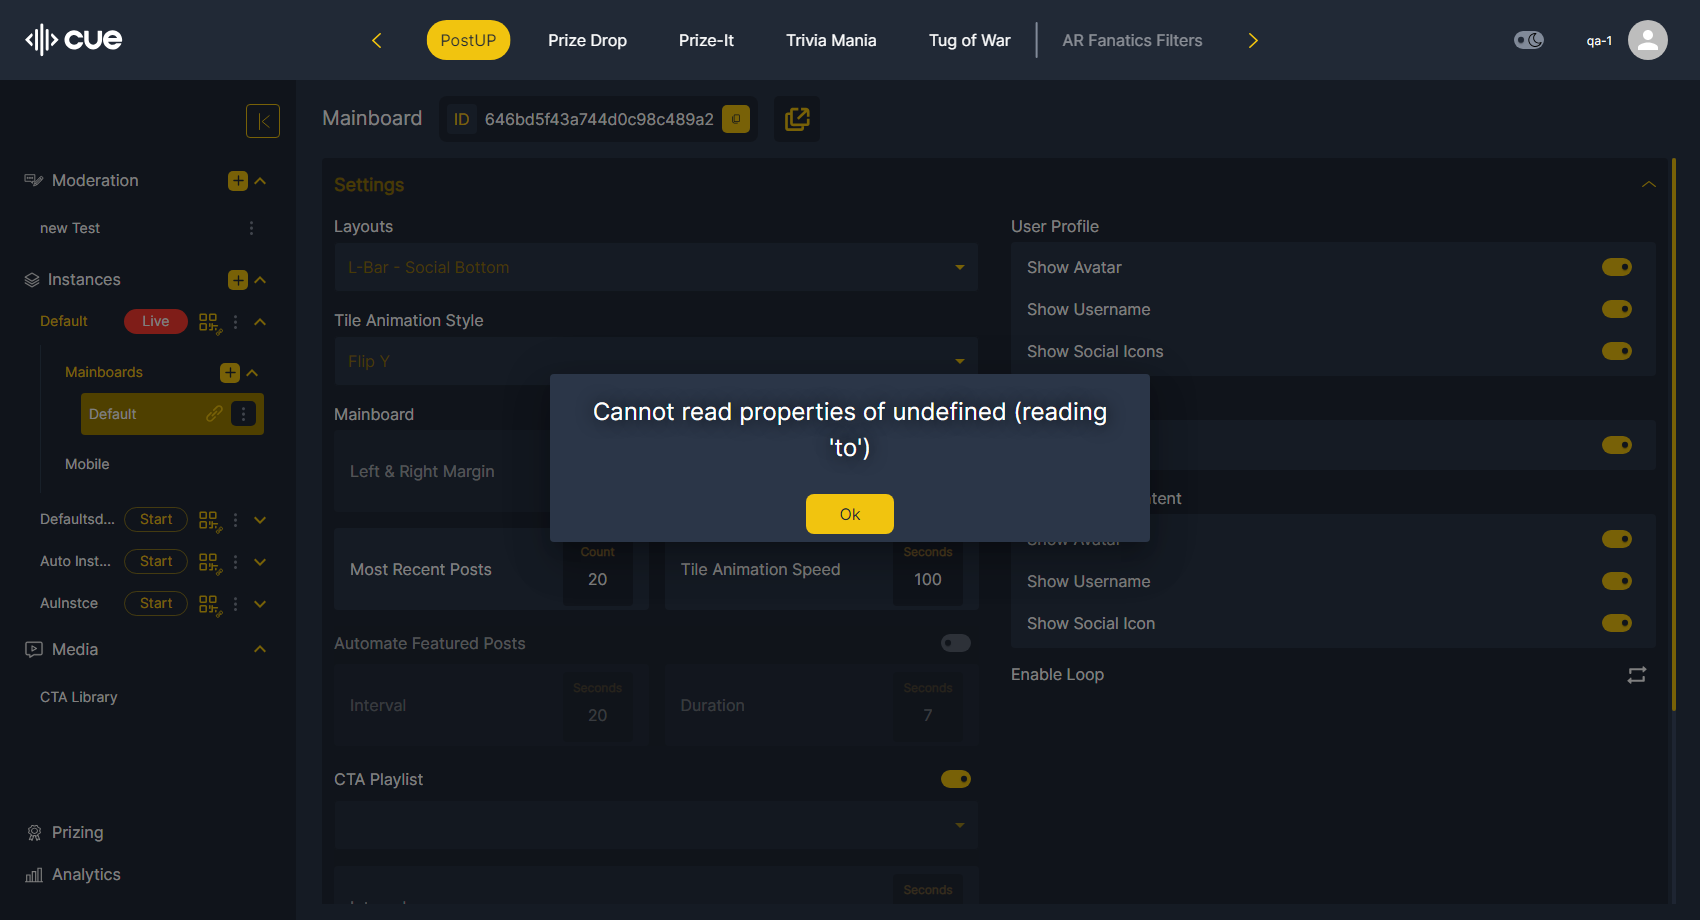 cue
PostUP
Prize Drop
Prize-It
Trivia Mania
Tug of War
AR Fanatics Filters
qa-1
Mainboard
ID 646bd5f43a744d0c98c489a2
Moderation
new Test
Instances
Default Live
Mainboards
Default
Mobile
Defaultsd... Start
Auto Inst... Start
AuInstce Start
Media
CTA Library
Prizing
Analytics
Settings
Layouts
L-Bar - Social Bottom
Tile Animation Style
Flip Y
Mainboard
Left & Right Margin
Cannot read properties of undefined (reading
'to')
Ok
Most Recent Posts
Count
20
Tile Animation Speed
Seconds
100
Automate Featured Posts
Interval
Seconds
20
Duration
Seconds
7
CTA Playlist
Seconds
User Profile
Show Avatar
Show Username
Show Social Icons
Show Username
Show Social Icon
Enable Loop